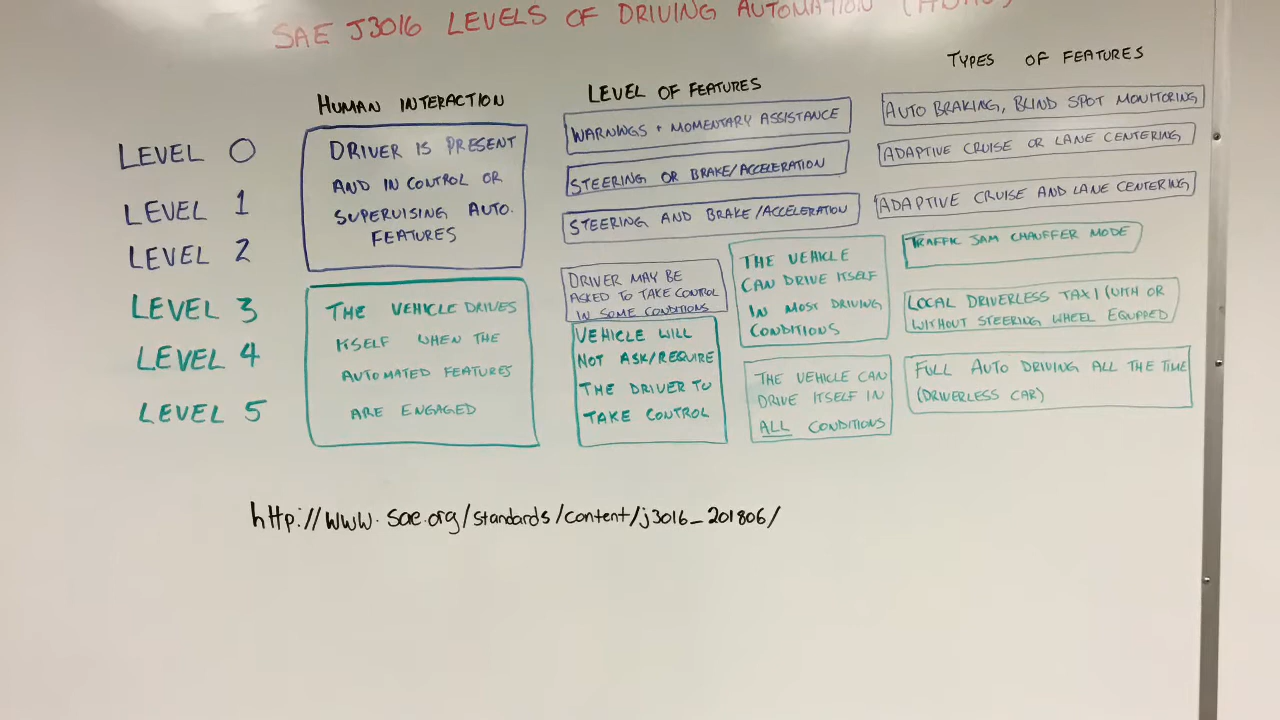 SAE J3016 LEVELS OF DRIVING AUTOMATION
HUMAN INTERACTION
LEVEL OF FEATURES
TYPES OF FEATURES
LEVEL 0
LEVEL 1
LEVEL 2
LEVEL 3
LEVEL 4
LEVEL 5
DRIVER IS PRESENT
AND IN CONTROL OR
SUPERVISING AUTO.
FEATURES
THE VEHICLE DRIVES
ITSELF WHEN THE
AUTOMATED FEATURES
ARE ENGAGED
WARNINGS + MOMENTARY ASSISTANCE
STEERING OR BRAKE/ACCELERATION
STEERING AND BRAKE/ACCELERATION
DRIVER MAY BE
ASKED TO TAKE CONTROL
IN SOME CONDITIONS
VEHICLE WILL
NOT ASK/REQUIRE
THE DRIVER TO
TAKE CONTROL
THE VEHICLE
CAN DRIVE ITSELF
IN MOST DRIVING
CONDITIONS
THE VEHICLE CAN
DRIVE ITSELF IN
ALL CONDITIONS
AUTO BRAKING, BLIND SPOT MONITORING
ADAPTIVE CRUISE OR LANE CENTERING
ADAPTIVE CRUISE AND LANE CENTERING
TRAFFIC JAM CHAUFFER MODE
LOCAL DRIVERLESS TAXI (WITH OR
WITHOUT STEERING WHEEL EQUIPPED
FULL AUTO DRIVING ALL THE TIME
(DRIVERLESS CAR)
http://www.sae.org/standards/content/j3016_201806/